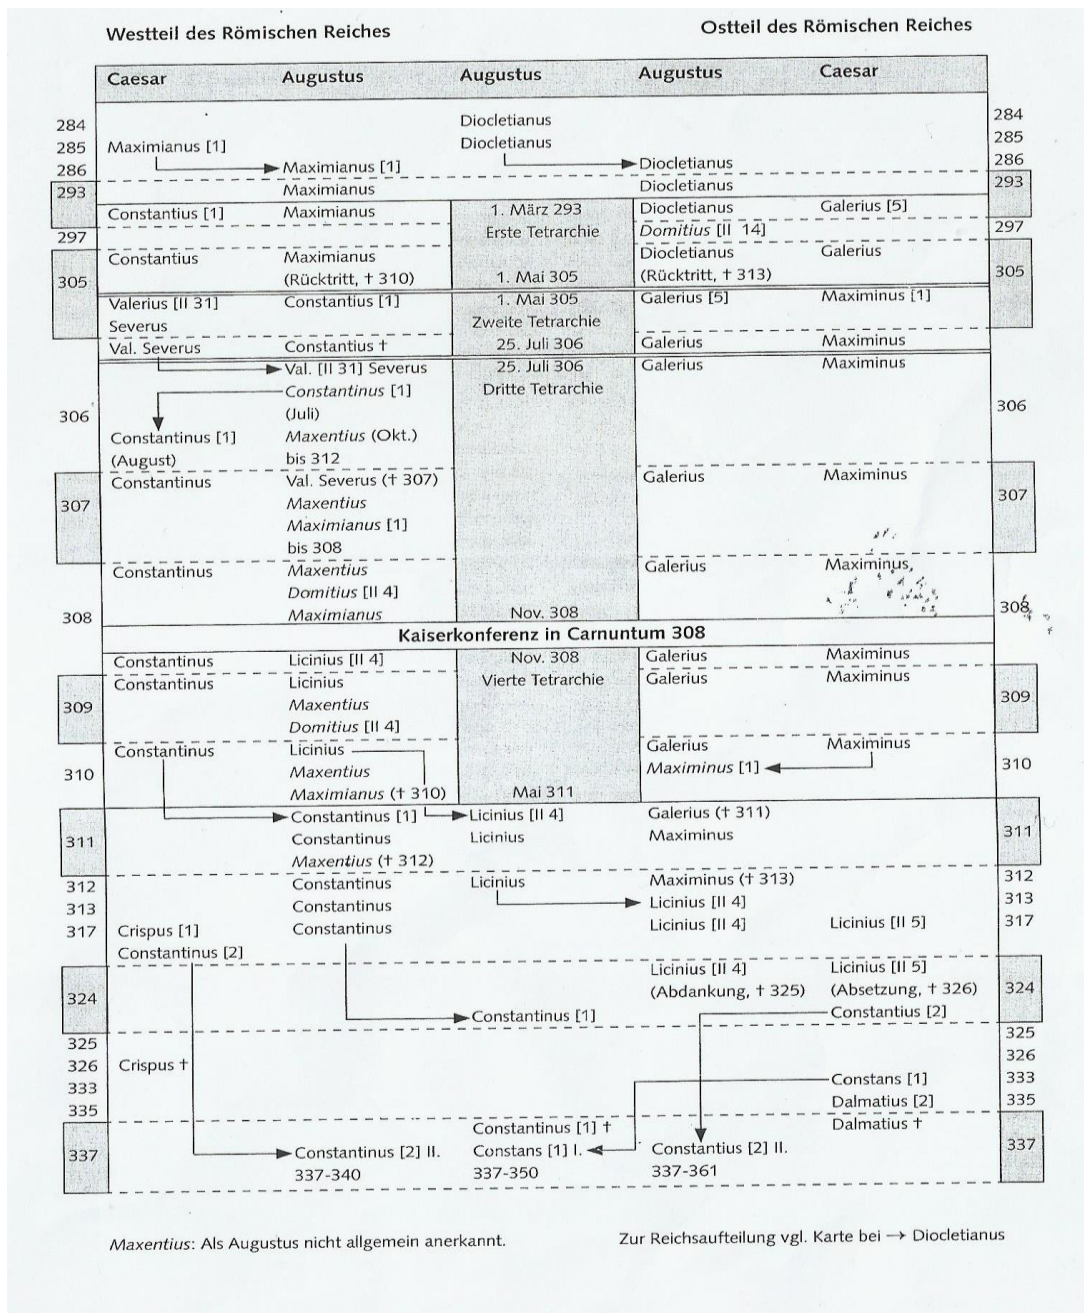 Westteil des Römischen Reiches Ostteil des Römischen Reiches
Caesar Augustus Augustus Augustus Caesar
284 Diocletianus 284
285 Maximianus [1] Diocletianus 285
286 Maximianus [1] Diocletianus 286
293 Maximianus Diocletianus 293
Constantius [1] Maximianus 1. März 293 Diocletianus Galerius [5]
297 Erste Tetrarchie Domitius [II 14] 297
Constantius Maximianus Diocletianus Galerius
305 (Rücktritt, † 310) 1. Mai 305 (Rücktritt, † 313) 305
Valerius [II 31] Constantius [1] 1. Mai 305 Galerius [5] Maximinus [1]
Severus Zweite Tetrarchie
Val. Severus Constantius † 25. Juli 306 Galerius Maximinus
Val. [II 31] Severus 25. Juli 306 Galerius Maximinus
Constantinus [1] Dritte Tetrarchie
306 (Juli) 306
Constantinus [1] Maxentius (Okt.)
(August) bis 312
Constantinus Val. Severus († 307) Galerius Maximinus
307 Maxentius 307
Maximianus [1]
bis 308
Constantinus Maxentius Galerius Maximinus
Domitius [II 4]
308 Maximianus Nov. 308 308
Kaiserkonferenz in Carnuntum 308
Constantinus Licinius [II 4] Nov. 308 Galerius Maximinus
Constantinus Licinius Vierte Tetrarchie Galerius Maximinus
309 Maxentius 309
Domitius [II 4]
Constantinus Licinius Galerius Maximinus
310 Maxentius Maximinus [1] 310
Maximianus († 310) Mai 311
Constantinus [1] Licinius [II 4] Galerius († 311)
311 Constantinus Licinius Maximinus 311
Maxentius († 312)
312 Constantinus Licinius Maximinus († 313) 312
313 Constantinus Licinius [II 4] 313
317 Crispus [1] Constantinus Licinius [II 4] Licinius [II 5] 317
Constantinus [2]
Licinius [II 4] Licinius [II 5]
324 (Abdankung, † 325) (Absetzung, † 326) 324
Constantinus [1] Constantius [2]
325 325
326 Crispus † 326
333 Constans [1] 333
335 Dalmatius [2] 335
Constantinus [1] † Dalmatius †
337 Constantinus [2] II. Constans [1] I. Constantius [2] II. 337
337-340 337-350 337-361
Maxentius: Als Augustus nicht allgemein anerkannt. Zur Reichsaufteilung vgl. Karte bei → Diocletianus